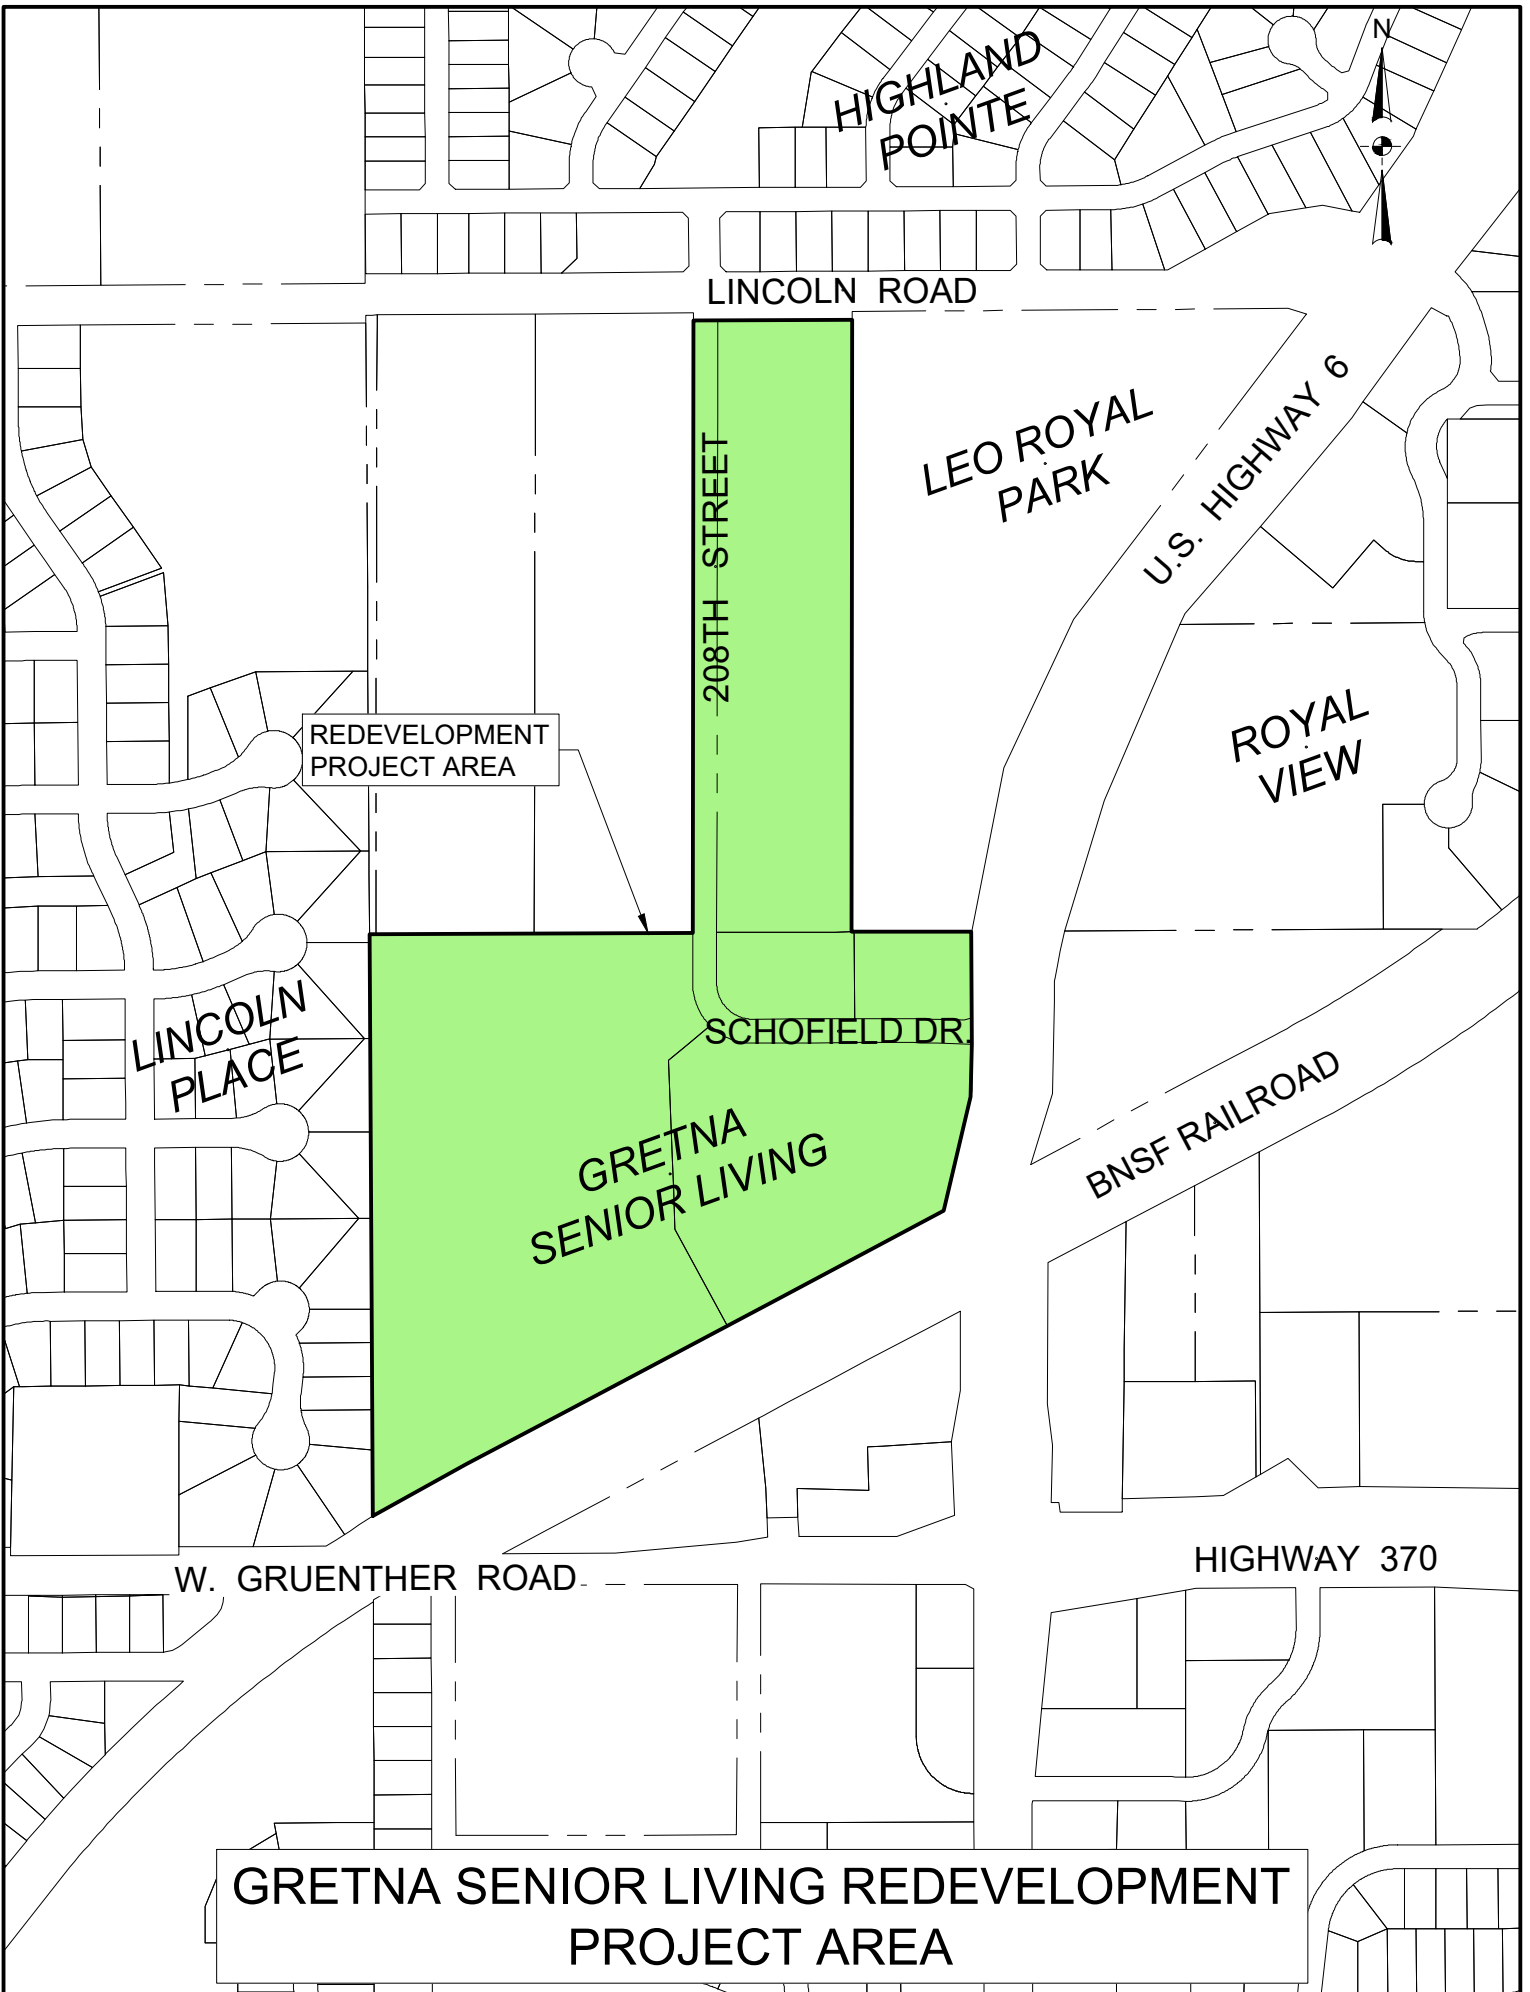 N
HIGHLAND
POINTE
LINCOLN ROAD
208TH STREET
LEO ROYAL
PARK
U.S. HIGHWAY 6
REDEVELOPMENT
PROJECT AREA
ROYAL
VIEW
LINCOLN
PLACE
SCHOFIELD DR.
GRETNA
SENIOR LIVING
BNSF RAILROAD
W. GRUENTHER ROAD
HIGHWAY 370
GRETNA SENIOR LIVING REDEVELOPMENT
PROJECT AREA